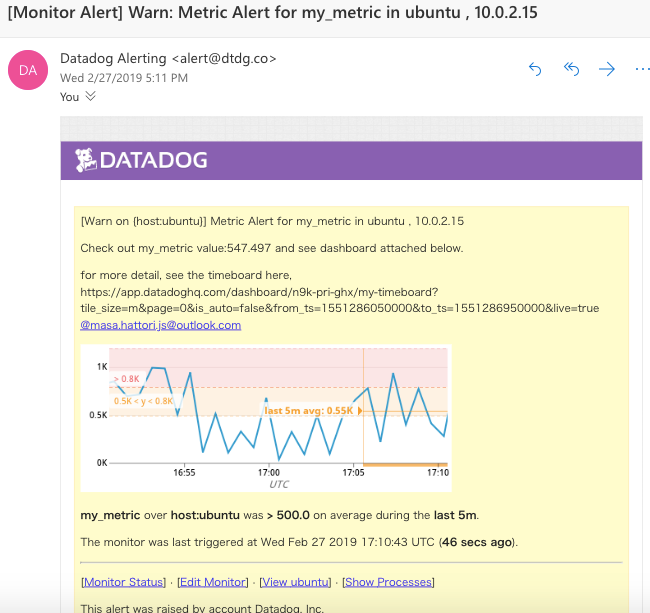 [Monitor Alert] Warn: Metric Alert for my_metric in ubuntu , 10.0.2.15
DA
Datadog Alerting <alert@dtdg.co>
Wed 2/27/2019 5:11 PM
You
DATADOG
[Warn on {host:ubuntu}] Metric Alert for my_metric in ubuntu , 10.0.2.15
Check out my_metric value:547.497 and see dashboard attached below.
for more detail, see the timeboard here,
https://app.datadoghq.com/dashboard/n9k-pri-ghx/my-timeboard?
tile_size=m&page=0&is_auto=false&from_ts=1551286050000&to_ts=1551286950000&live=true
@masa.hattori.js@outlook.com
1K
> 0.8K
0.5K < y < 0.8K
0.5K
last 5m avg: 0.55K
0K
16:55 17:00 17:05 17:10
UTC
my_metric over host:ubuntu was > 500.0 on average during the last 5m.
The monitor was last triggered at Wed Feb 27 2019 17:10:43 UTC (46 secs ago).
[Monitor Status] · [Edit Monitor] · [View ubuntu] · [Show Processes]
This alert was raised by account Datadog, Inc.